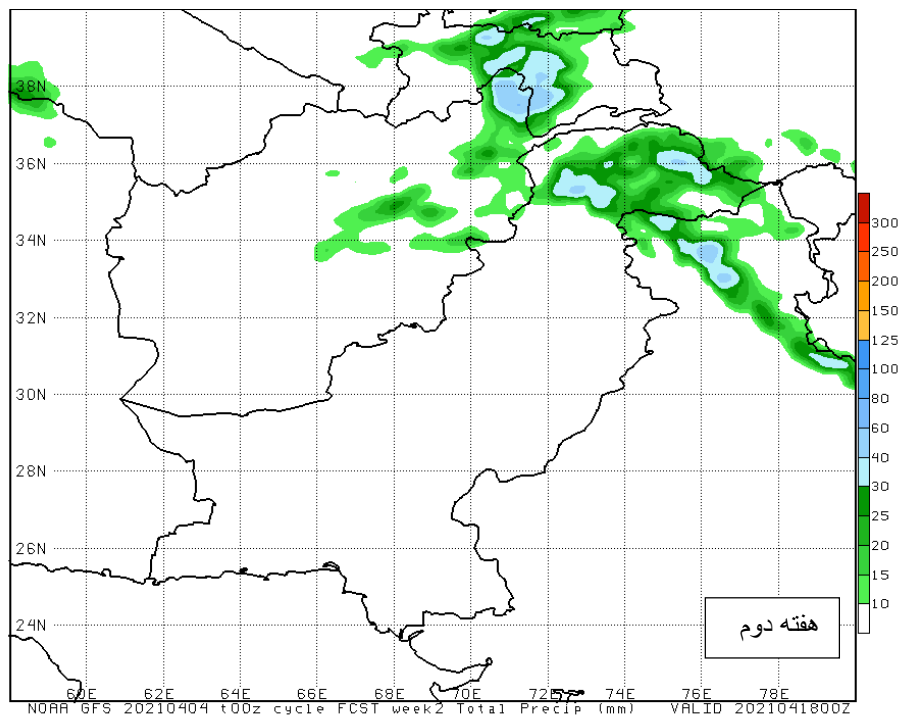 38N
36N
34N
32N
30N
28N
26N
24N
300
250
200
150
125
100
80
60
40
30
25
20
15
10
هفته دوم
60E 62E 64E 66E 68E 70E 72E 74E 76E 78E
NOAA GFS 20210404 t00z cycle FCST week2 Total Precip (mm) VALID 2021041800Z